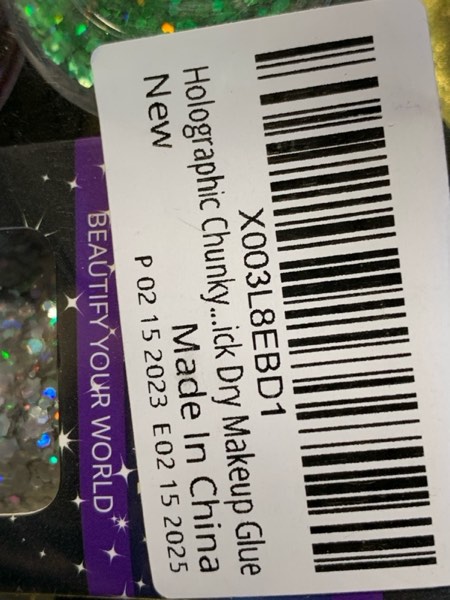 X003L8EBD1
Holographic Chunky...ick Dry Makeup Glue
New
Made In China
P 02 15 2023 E02 15 2025
BEAUTIFY YOUR WORLD